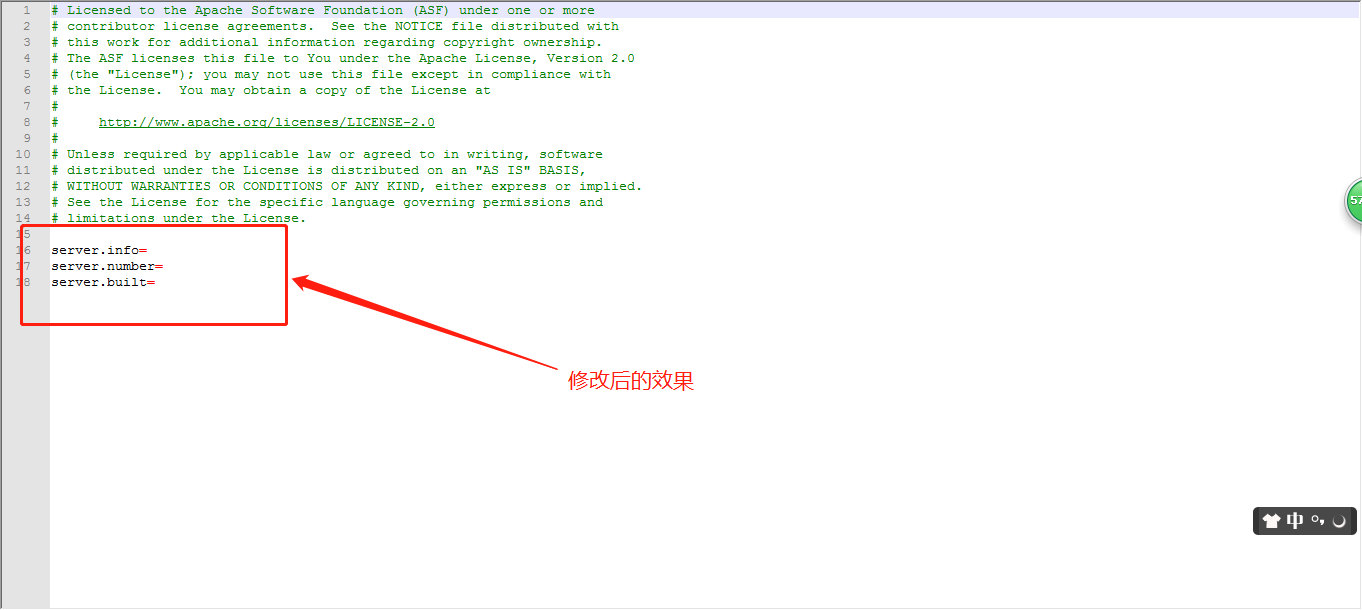 1 # Licensed to the Apache Software Foundation (ASF) under one or more
2 # contributor license agreements.  See the NOTICE file distributed with
3 # this work for additional information regarding copyright ownership.
4 # The ASF licenses this file to You under the Apache License, Version 2.0
5 # (the "License"); you may not use this file except in compliance with
6 # the License.  You may obtain a copy of the License at
7 #
8 #     http://www.apache.org/licenses/LICENSE-2.0
9 #
10 # Unless required by applicable law or agreed to in writing, software
11 # distributed under the License is distributed on an "AS IS" BASIS,
12 # WITHOUT WARRANTIES OR CONDITIONS OF ANY KIND, either express or implied.
13 # See the License for the specific language governing permissions and
14 # limitations under the License.
15
16 server.info=
17 server.number=
18 server.built=
修改后的效果
57
中